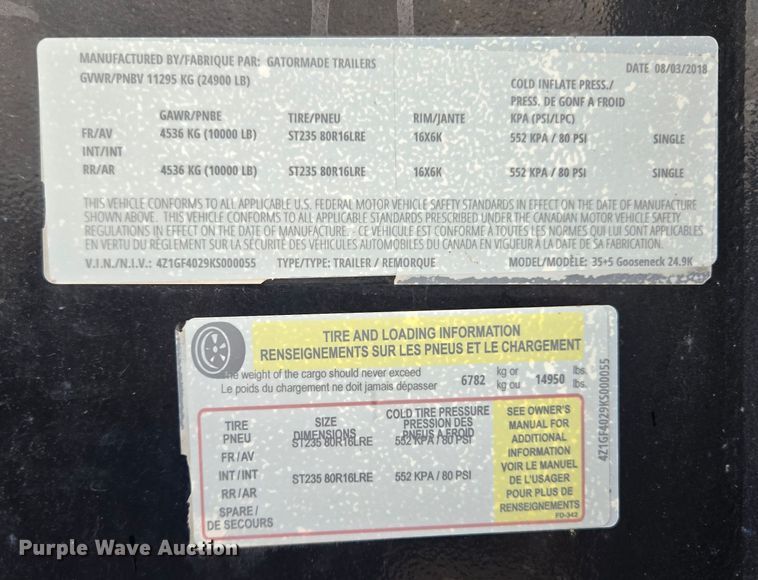 MANUFACTURED BY/FABRIQUE PAR: GATORMADE TRAILERS DATE 08/03/2018
GVWR/PNBV 11295 KG (24900 LB)
COLD INFLATE PRESS./
PRESS. DE GONF A FROID
GAWR/PNBE TIRE/PNEU RIM/JANTE KPA (PSI/LPC)
FR/AV 4536 KG (10000 LB) ST235 80R16LRE 16X6K 552 KPA / 80 PSI SINGLE
INT/INT
RR/AR 4536 KG (10000 LB) ST235 80R16LRE 16X6K 552 KPA / 80 PSI SINGLE
THIS VEHICLE CONFORMS TO ALL APPLICABLE U.S. FEDERAL MOTOR VEHICLE SAFETY STANDARDS IN EFFECT ON THE DATE OF MANUFACTURE
SHOWN ABOVE. THIS VEHICLE CONFORMS TO ALL APPLICABLE STANDARDS PRESCRIBED UNDER THE CANADIAN MOTOR VEHICLE SAFETY
REGULATIONS IN EFFECT ON THE DATE OF MANUFACTURE. - CE VÉHICULE EST CONFORME À TOUTES LES NORMES QUI LUI SONT APPLICABLES
EN VERTU DU RÈGLEMENT SUR LA SÉCURITÉ DES VÉHICULES AUTOMOBILES DU CANADA EN VIGUEUR À LA DATE DE SA FABRICATION.
V.I.N./N.I.V.: 4Z1GF4029KS000055 TYPE/TYPE: TRAILER / REMORQUE MODEL/MODÈLE: 35+5 Gooseneck 24.9K
TIRE AND LOADING INFORMATION
RENSEIGNEMENTS SUR LES PNEUS ET LE CHARGEMENT
he weight of the cargo should never exceed 6782 kg or 14950 lbs.
Le poids du chargement ne doit jamais dépasser kg ou lbs.
4Z1GF4029KS000055
TIRE SIZE COLD TIRE PRESSURE
PNEU DIMENSIONS PRESSION DES
PNEUS A FROID
FR/AV ST235 80R16LRE 552 KPA / 80 PSI
INT/INT
RR/AR ST235 80R16LRE 552 KPA / 80 PSI
SPARE /
DE SECOURS
SEE OWNER'S
MANUAL FOR
ADDITIONAL
INFORMATION
VOIR LE MANUEL
DE L'USAGER
POUR PLUS DE
RENSEIGNEMENTS
FO-342
Purple Wave Auction